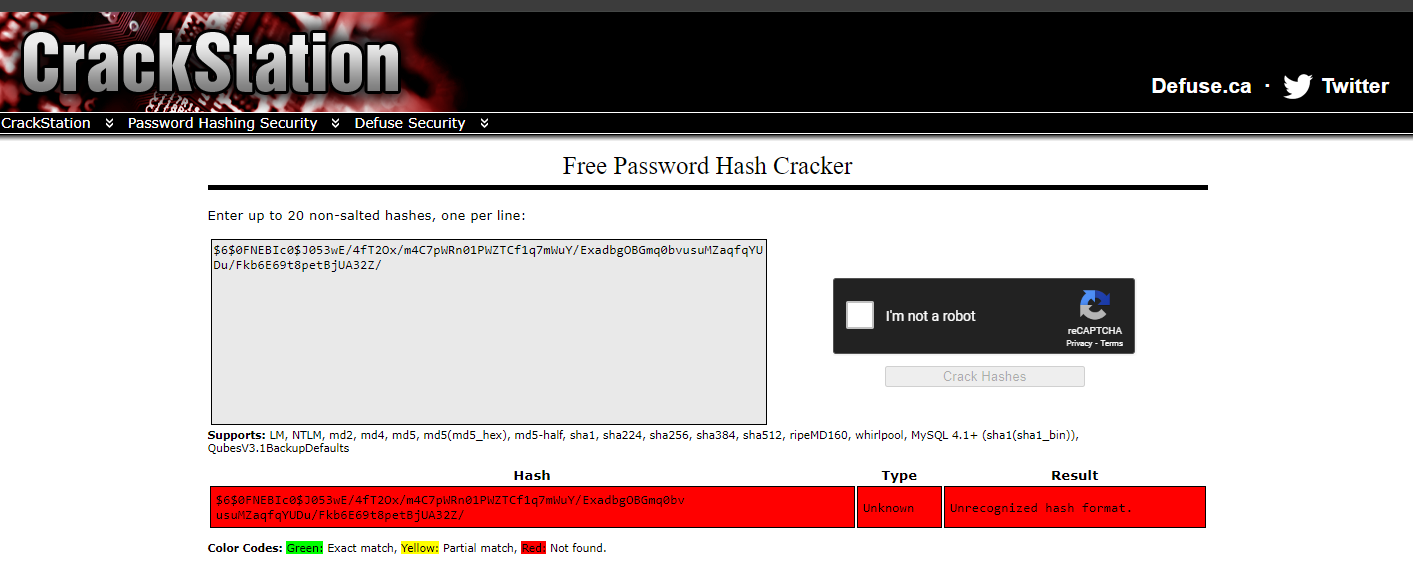 CrackStation
Defuse.ca · Twitter
CrackStation Password Hashing Security Defuse Security
Free Password Hash Cracker
Enter up to 20 non-salted hashes, one per line:
$6$0FNEBIc0$J053wE/4fT2Ox/m4C7pWRn01PWZTCf1q7mWuY/ExadbgOBGmq0bvusuMZaqfqYU
Du/Fkb6E69t8petBjUA32Z/
I'm not a robot
reCAPTCHA
Privacy - Terms
Crack Hashes
Supports: LM, NTLM, md2, md4, md5, md5(md5_hex), md5-half, sha1, sha224, sha256, sha384, sha512, ripeMD160, whirlpool, MySQL 4.1+ (sha1(sha1_bin)),
QubesV3.1BackupDefaults
Hash Type Result
$6$0FNEBIc0$J053wE/4fT2Ox/m4C7pWRn01PWZTCf1q7mWuY/ExadbgOBGmq0bv
usuMZaqfqYUDu/Fkb6E69t8petBjUA32Z/
Unknown
Unrecognized hash format.
Color Codes: Green: Exact match, Yellow: Partial match, Red: Not found.